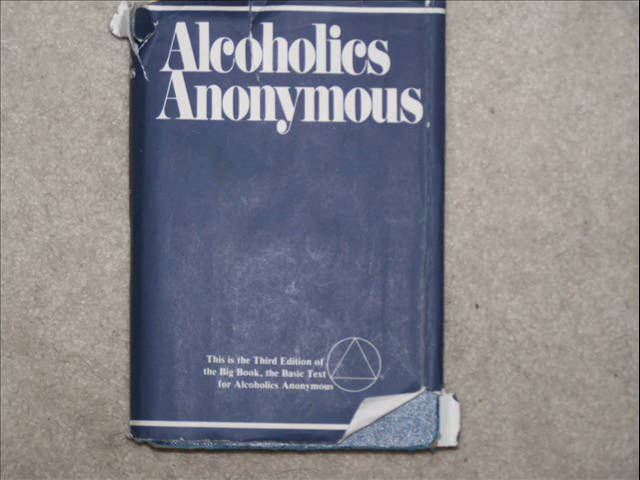 Alcoholics
Anonymous
This is the Third Edition of
the Big Book, the Basic Text
for Alcoholics Anonymous